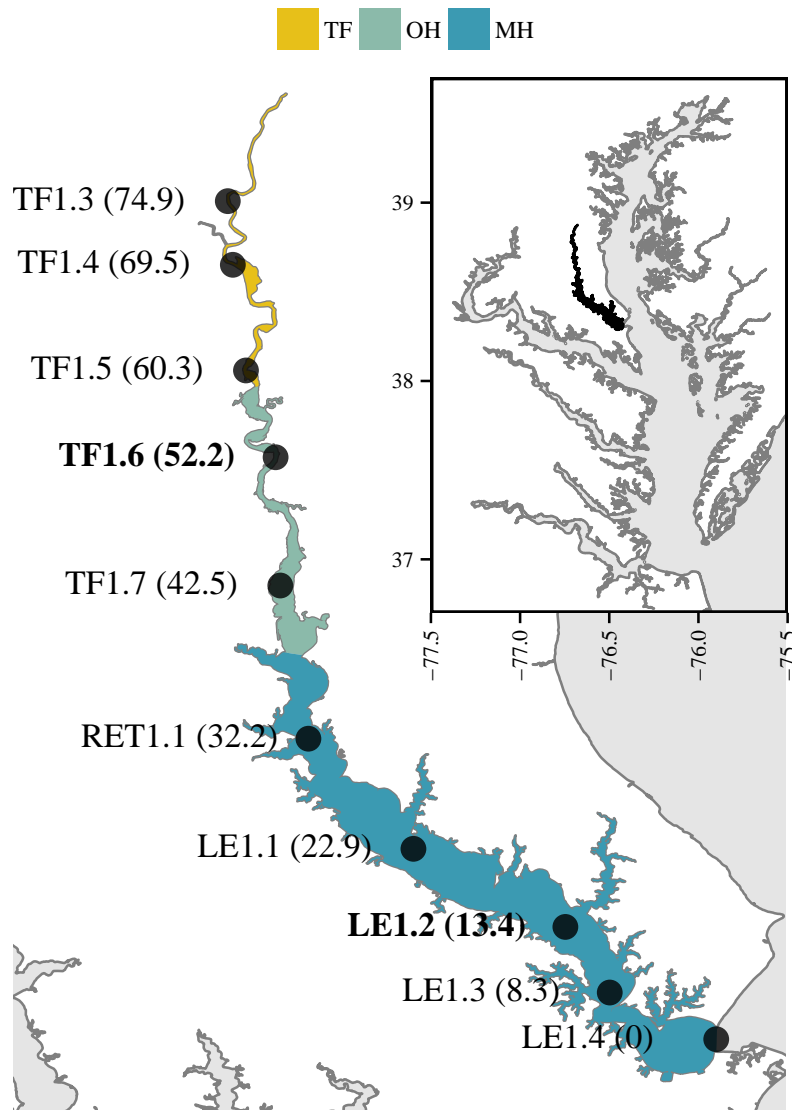 TF OH MH
TF1.3 (74.9)
TF1.4 (69.5)
TF1.5 (60.3)
TF1.6 (52.2)
TF1.7 (42.5)
RET1.1 (32.2)
LE1.1 (22.9)
LE1.2 (13.4)
LE1.3 (8.3)
LE1.4 (0)
39
38
37
−77.5
−77.0
−76.5
−76.0
−75.5